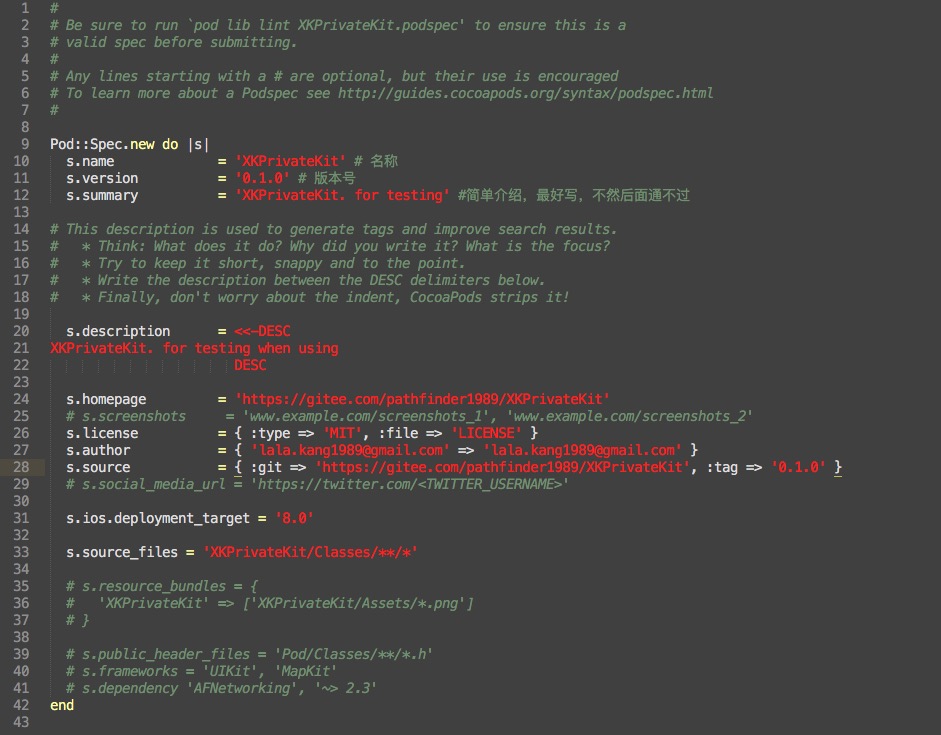 1 #
2 # Be sure to run `pod lib lint XKPrivateKit.podspec' to ensure this is a
3 # valid spec before submitting.
4 #
5 # Any lines starting with a # are optional, but their use is encouraged
6 # To learn more about a Podspec see http://guides.cocoapods.org/syntax/podspec.html
7 #
8
9 Pod::Spec.new do |s|
10   s.name             = 'XKPrivateKit' # 名称
11   s.version          = '0.1.0' # 版本号
12   s.summary          = 'XKPrivateKit. for testing' #简单介绍，最好写，不然后面通不过
13
14 # This description is used to generate tags and improve search results.
15 #   * Think: What does it do? Why did you write it? What is the focus?
16 #   * Try to keep it short, snappy and to the point.
17 #   * Write the description between the DESC delimiters below.
18 #   * Finally, don't worry about the indent, CocoaPods strips it!
19
20   s.description      = <<-DESC
21 XKPrivateKit. for testing when using
22                        DESC
23
24   s.homepage         = 'https://gitee.com/pathfinder1989/XKPrivateKit'
25   # s.screenshots     = 'www.example.com/screenshots_1', 'www.example.com/screenshots_2'
26   s.license          = { :type => 'MIT', :file => 'LICENSE' }
27   s.author           = { 'lala.kang1989@gmail.com' => 'lala.kang1989@gmail.com' }
28   s.source           = { :git => 'https://gitee.com/pathfinder1989/XKPrivateKit', :tag => '0.1.0' }
29   # s.social_media_url = 'https://twitter.com/<TWITTER_USERNAME>'
30
31   s.ios.deployment_target = '8.0'
32
33   s.source_files = 'XKPrivateKit/Classes/**/*'
34
35   # s.resource_bundles = {
36   #   'XKPrivateKit' => ['XKPrivateKit/Assets/*.png']
37   # }
38
39   # s.public_header_files = 'Pod/Classes/**/*.h'
40   # s.frameworks = 'UIKit', 'MapKit'
41   # s.dependency 'AFNetworking', '~> 2.3'
42 end
43